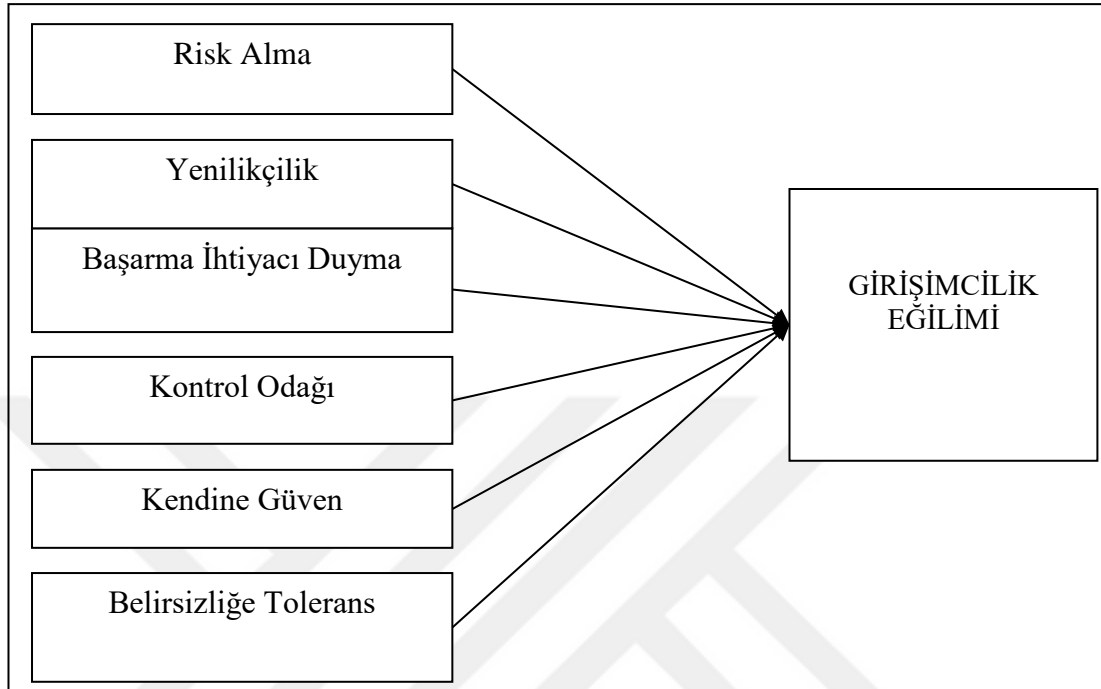 Risk Alma
Yenilikçilik
Başarma İhtiyacı Duyma
Kontrol Odağı
Kendine Güven
Belirsizliğe Tolerans
GİRİŞİMCİLİK
EĞİLİMİ